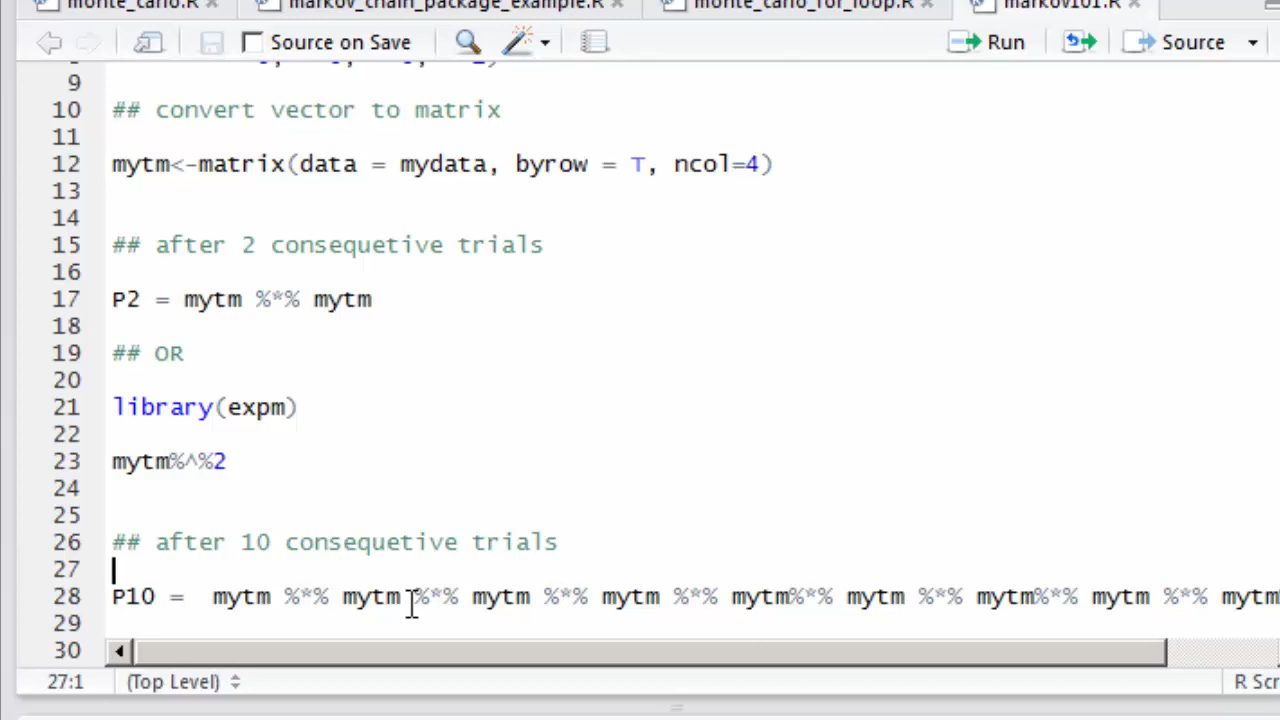 monte_carlo.R markov_chain_package_example.R monte_carlo_for_loop.R markov101.R
Source on Save Run Source
9
10 ## convert vector to matrix
11
12 mytm<-matrix(data = mydata, byrow = T, ncol=4)
13
14
15 ## after 2 consequetive trials
16
17 P2 = mytm %*% mytm
18
19 ## OR
20
21 library(expm)
22
23 mytm%^%2
24
25
26 ## after 10 consequetive trials
27
28 P10 = mytm %*% mytm %*% mytm %*% mytm %*% mytm%*% mytm %*% mytm%*% mytm %*% mytm
29
30
27:1 (Top Level) R Scr